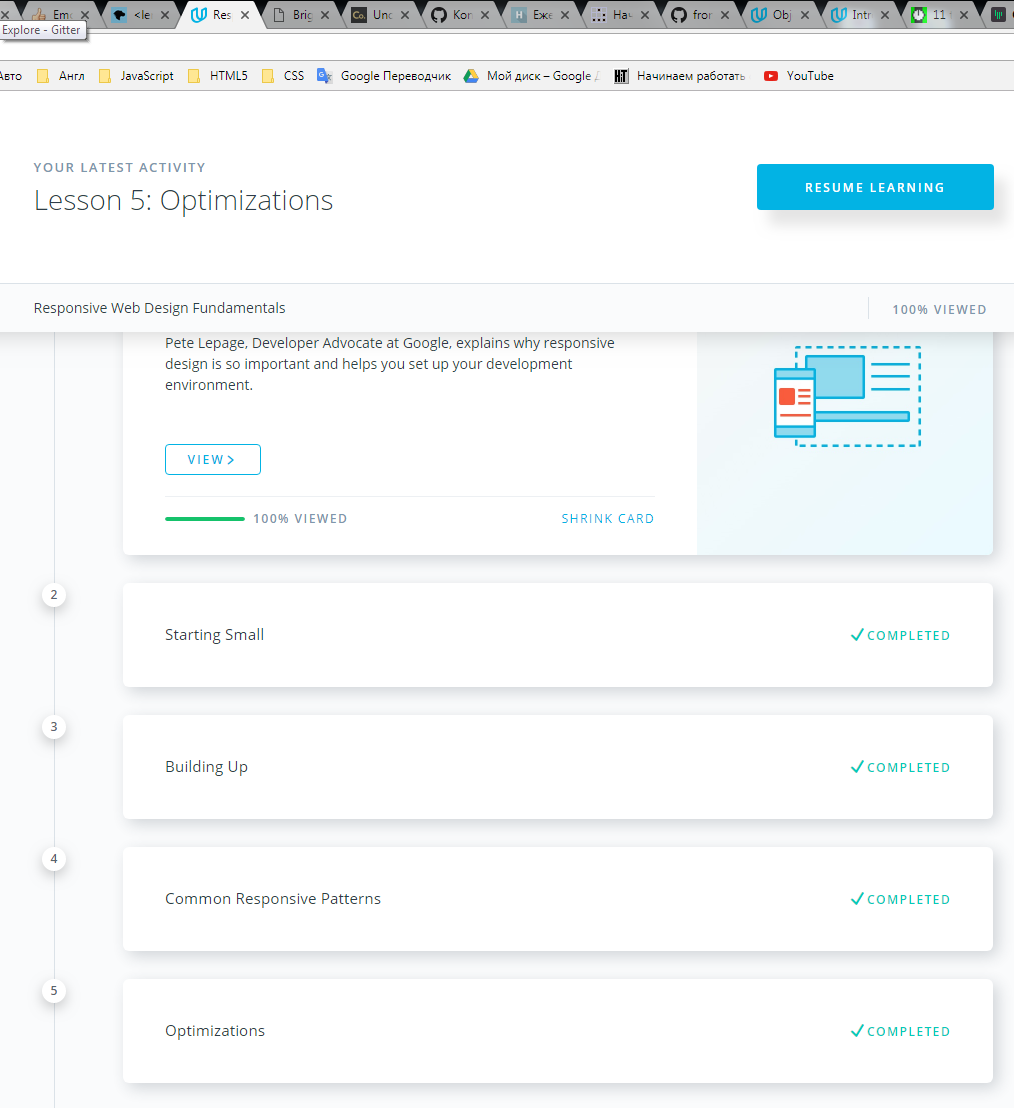 Em
<le
Res
Brig
Unc
Кол
Еже
Нач
fror
Obj
Intr
11
Explore - Gitter
Авто
Англ
JavaScript
HTML5
CSS
Google Переводчик
Мой диск – Google
Начинаем работать
YouTube
YOUR LATEST ACTIVITY
Lesson 5: Optimizations
RESUME LEARNING
Responsive Web Design Fundamentals
100% VIEWED
Pete Lepage, Developer Advocate at Google, explains why responsive
design is so important and helps you set up your development
environment.
VIEW
100% VIEWED
SHRINK CARD
2
Starting Small
COMPLETED
3
Building Up
COMPLETED
4
Common Responsive Patterns
COMPLETED
5
Optimizations
COMPLETED